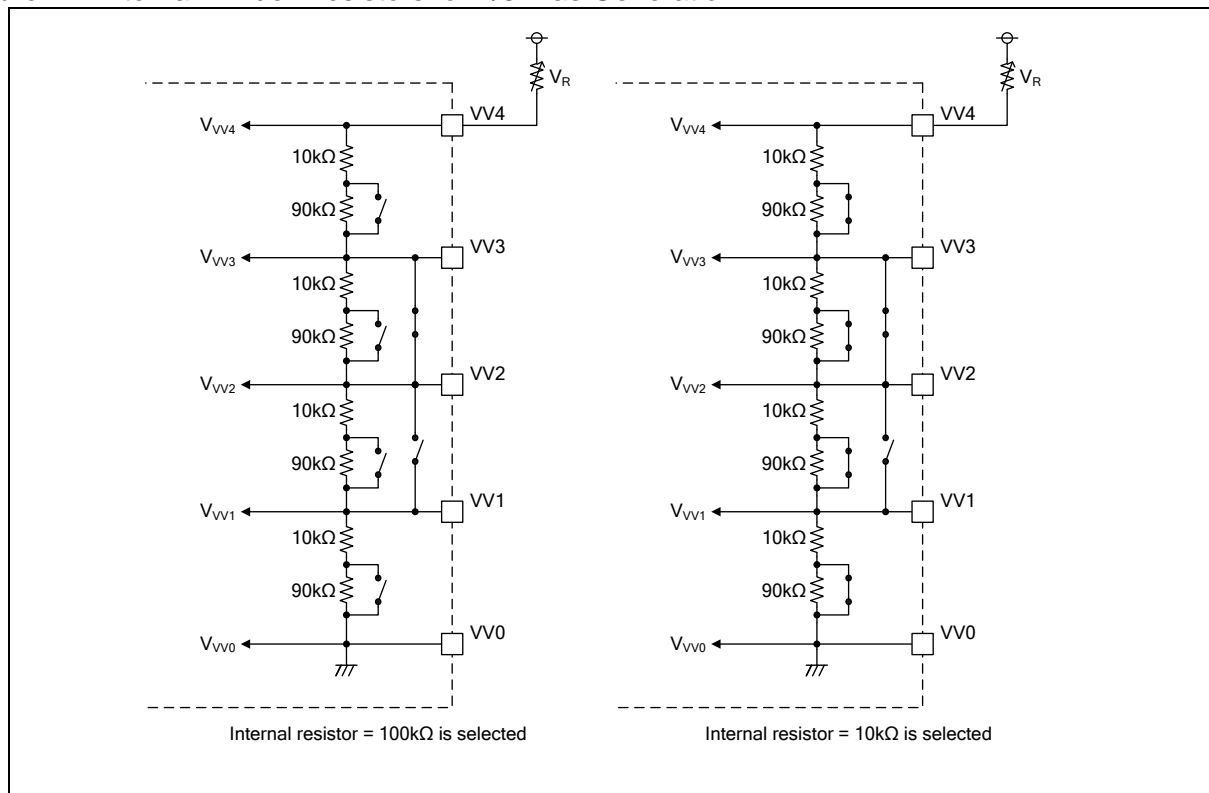 V_R
VV4
V_VV4
10kΩ
90kΩ
VV3
V_VV3
10kΩ
90kΩ
VV2
V_VV2
10kΩ
90kΩ
VV1
V_VV1
10kΩ
90kΩ
VV0
V_VV0
Internal resistor = 100kΩ is selected
V_R
VV4
V_VV4
10kΩ
90kΩ
VV3
V_VV3
10kΩ
90kΩ
VV2
V_VV2
10kΩ
90kΩ
VV1
V_VV1
10kΩ
90kΩ
VV0
V_VV0
Internal resistor = 10kΩ is selected